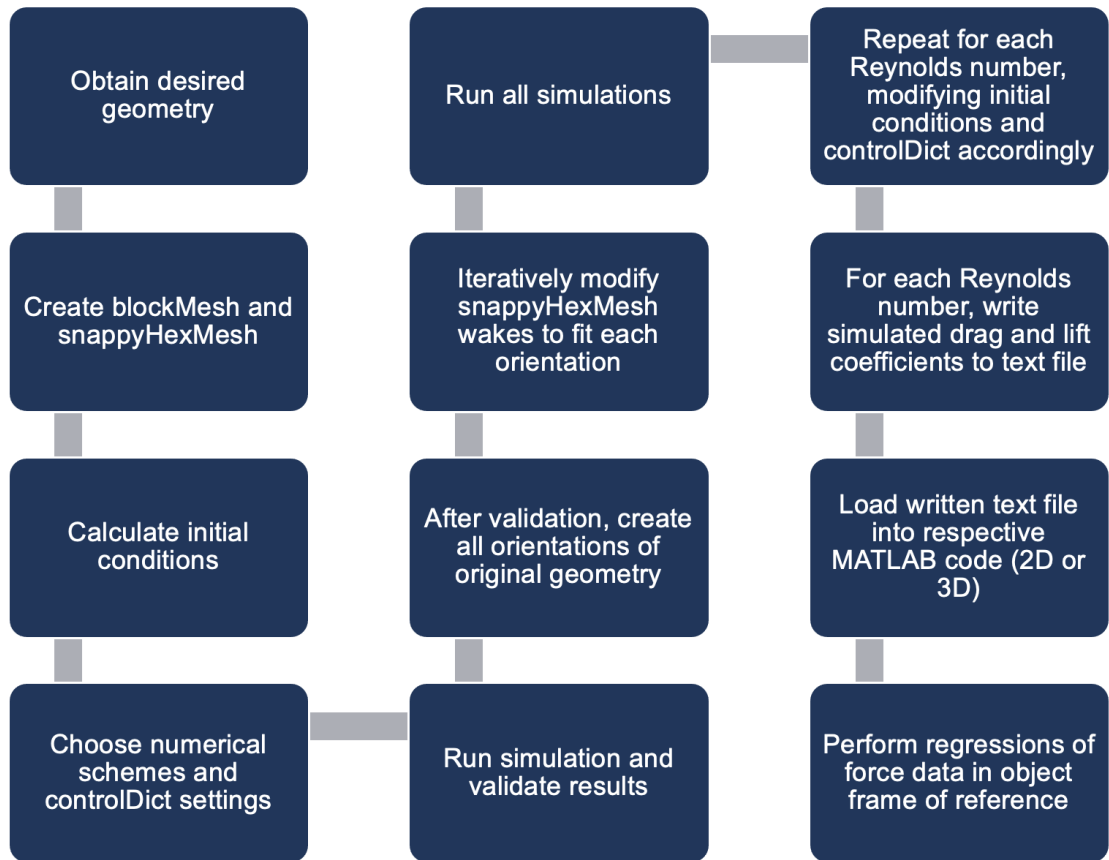 Obtain desired
geometry
Create blockMesh and
snappyHexMesh
Calculate initial
conditions
Choose numerical
schemes and
controlDict settings
Run simulation and
validate results
After validation, create
all orientations of
original geometry
Iteratively modify
snappyHexMesh
wakes to fit each
orientation
Run all simulations
Repeat for each
Reynolds number,
modifying initial
conditions and
controlDict accordingly
For each Reynolds
number, write
simulated drag and lift
coefficients to text file
Load written text file
into respective
MATLAB code (2D or
3D)
Perform regressions of
force data in object
frame of reference